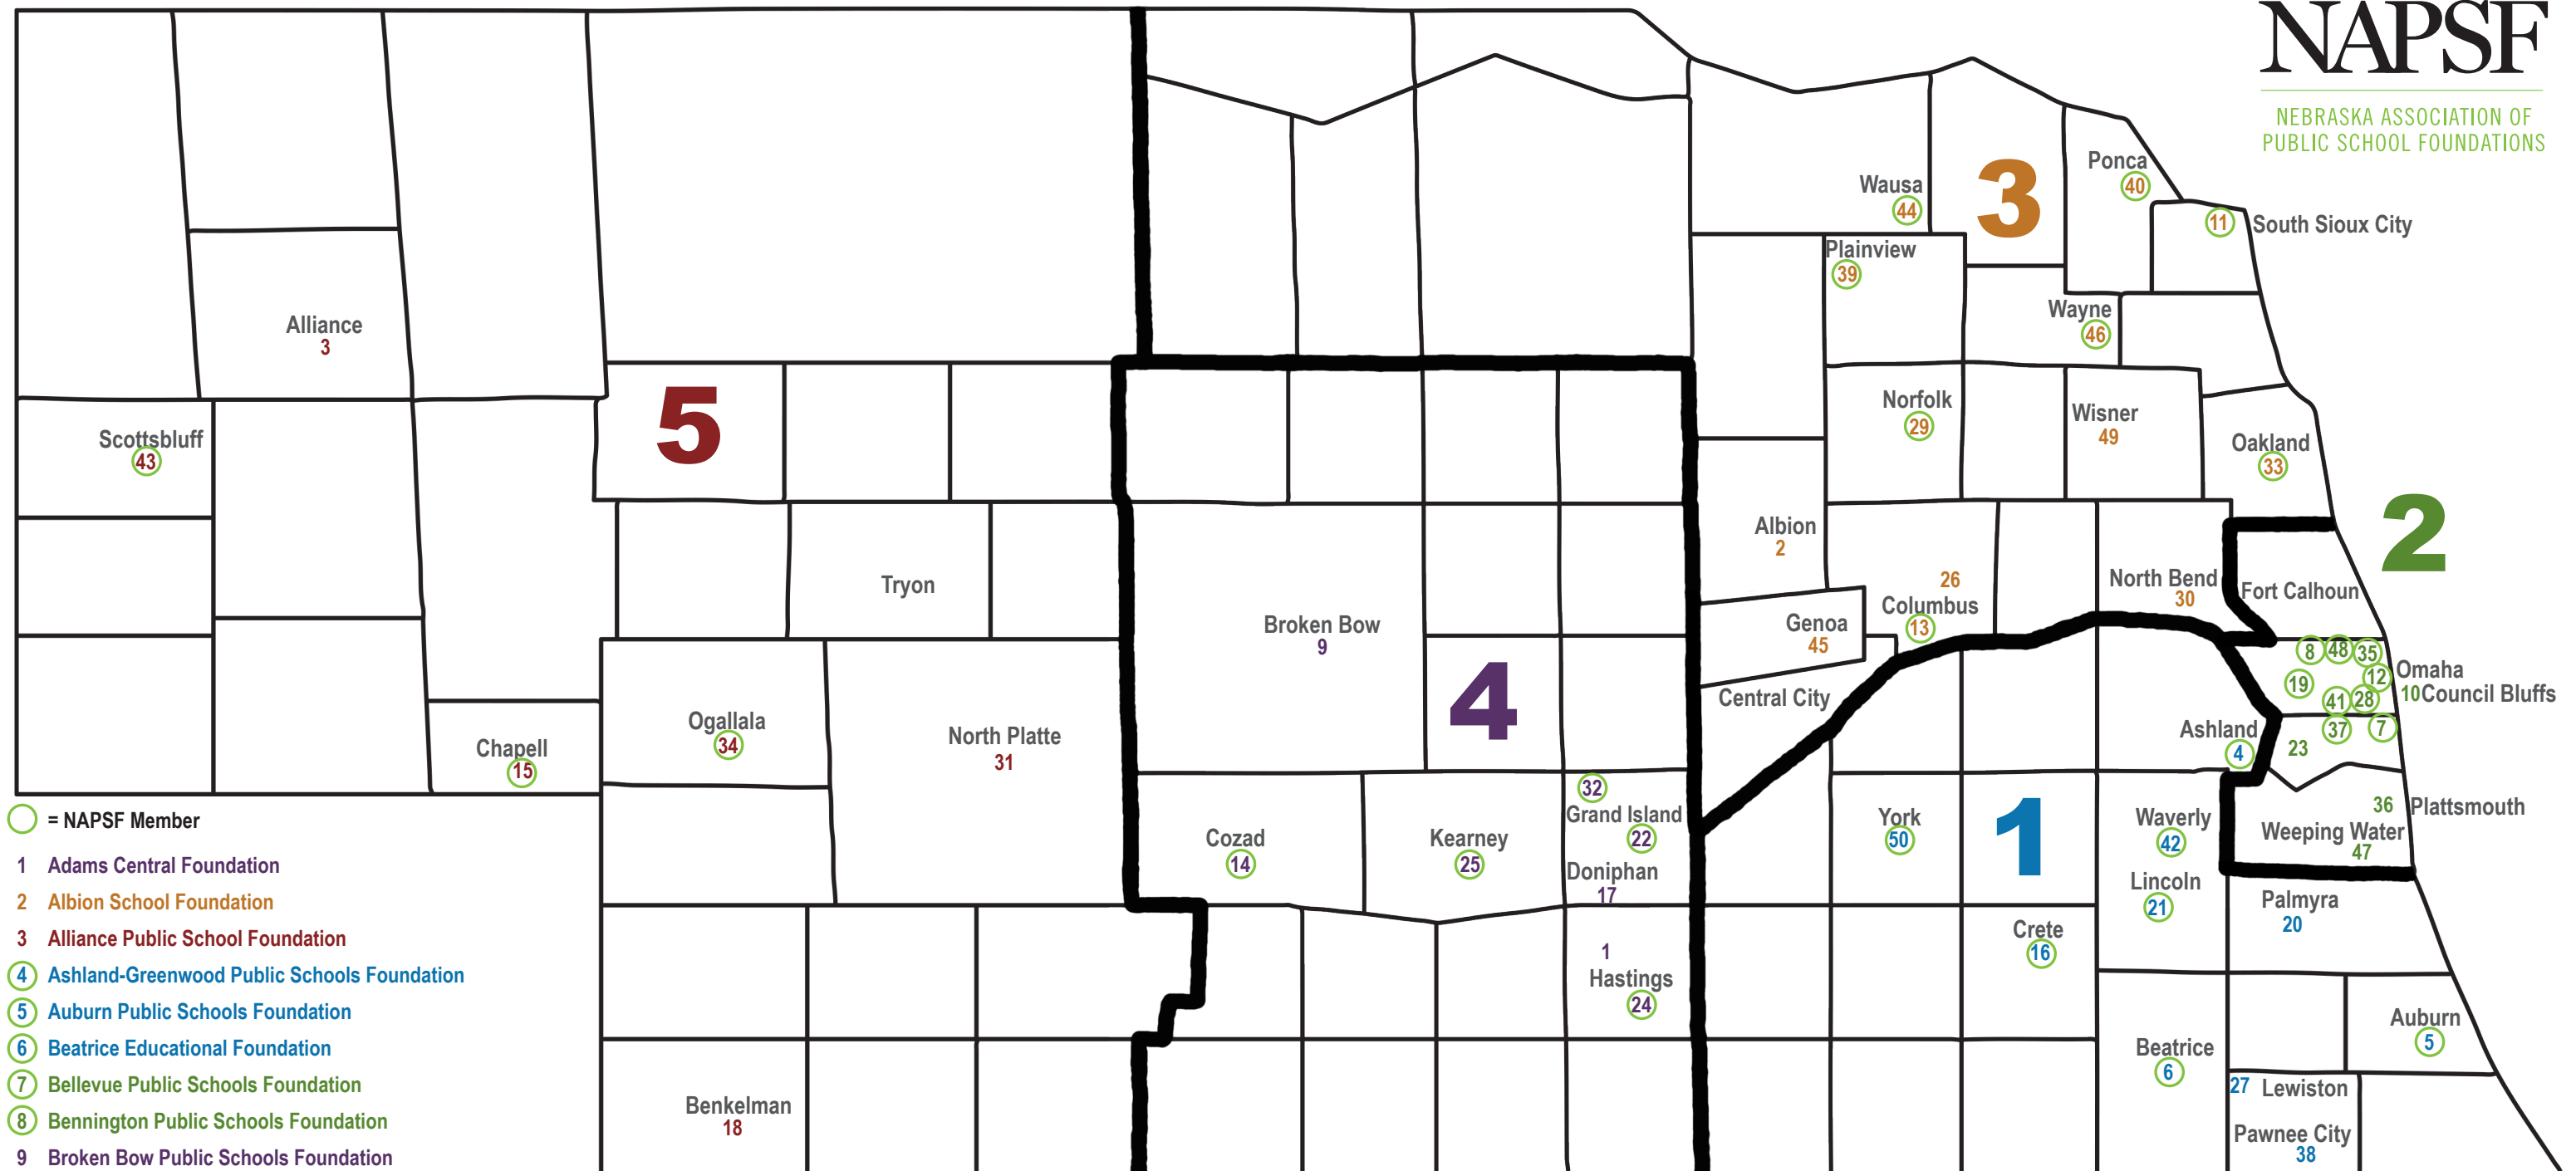 NAPSF
NEBRASKA ASSOCIATION OF
PUBLIC SCHOOL FOUNDATIONS
Ponca
40
Wausa
44
3
11 South Sioux City
Plainview
39
Wayne
46
Alliance
3
5
Norfolk
29
Wisner
49
Scottsbluff
43
Oakland
33
2
Albion
2
Tryon
26
Columbus
13
North Bend
30
Fort Calhoun
Broken Bow
9
Genoa
45
4
8 48 35
12 Omaha
19
10 Council Bluffs
41 28
Central City
Ogallala
34
North Platte
31
Chapell
15
Ashland
4
37 7
23
32
Grand Island
22
36 Plattsmouth
Weeping Water
47
= NAPSF Member
Cozad
14
Kearney
25
York
50
1
Waverly
42
Doniphan
17
Lincoln
21
Palmyra
20
1
Hastings
24
Crete
16
Auburn
5
Beatrice
6
27 Lewiston
Pawnee City
38
Benkelman
18
1 Adams Central Foundation
2 Albion School Foundation
3 Alliance Public School Foundation
4 Ashland-Greenwood Public Schools Foundation
5 Auburn Public Schools Foundation
6 Beatrice Educational Foundation
7 Bellevue Public Schools Foundation
8 Bennington Public Schools Foundation
9 Broken Bow Public Schools Foundation